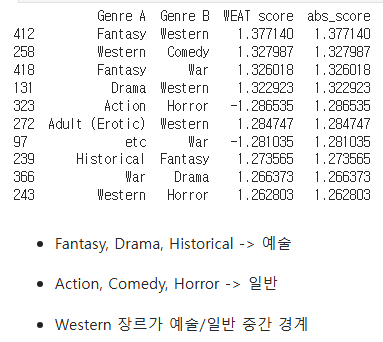 Genre A Genre B WEAT score abs_score
412 Fantasy Western 1.377140 1.377140
258 Western Comedy 1.327987 1.327987
418 Fantasy War 1.326018 1.326018
131 Drama Western 1.322923 1.322923
323 Action Horror -1.286535 1.286535
272 Adult (Erotic) Western 1.284747 1.284747
97 etc War -1.281035 1.281035
239 Historical Fantasy 1.273565 1.273565
366 War Drama 1.266373 1.266373
243 Western Horror 1.262803 1.262803
• Fantasy, Drama, Historical -> 예술
• Action, Comedy, Horror -> 일반
• Western 장르가 예술/일반 중간 경계